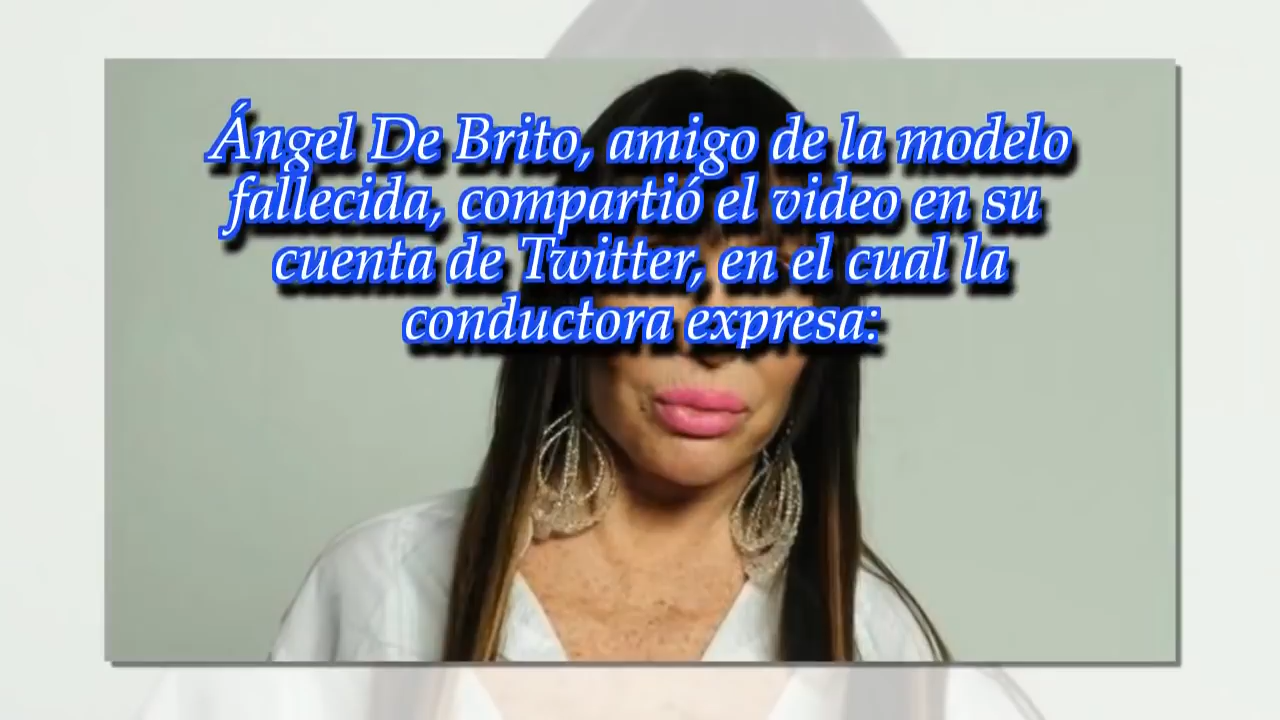 Ángel De Brito, amigo de la modelo
fallecida, compartió el video en su
cuenta de Twitter, en el cual la
conductora expresa: